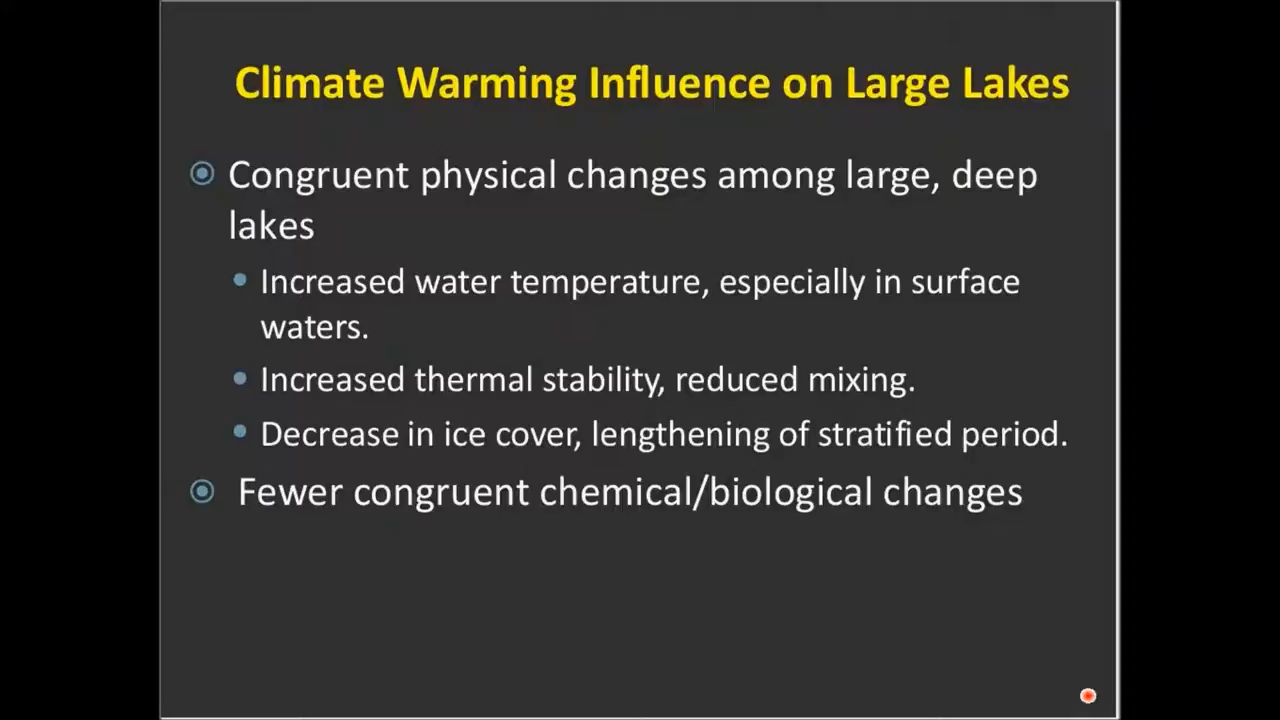 Climate Warming Influence on Large Lakes
Congruent physical changes among large, deep
lakes
Increased water temperature, especially in surface
waters.
Increased thermal stability, reduced mixing.
Decrease in ice cover, lengthening of stratified period.
Fewer congruent chemical/biological changes